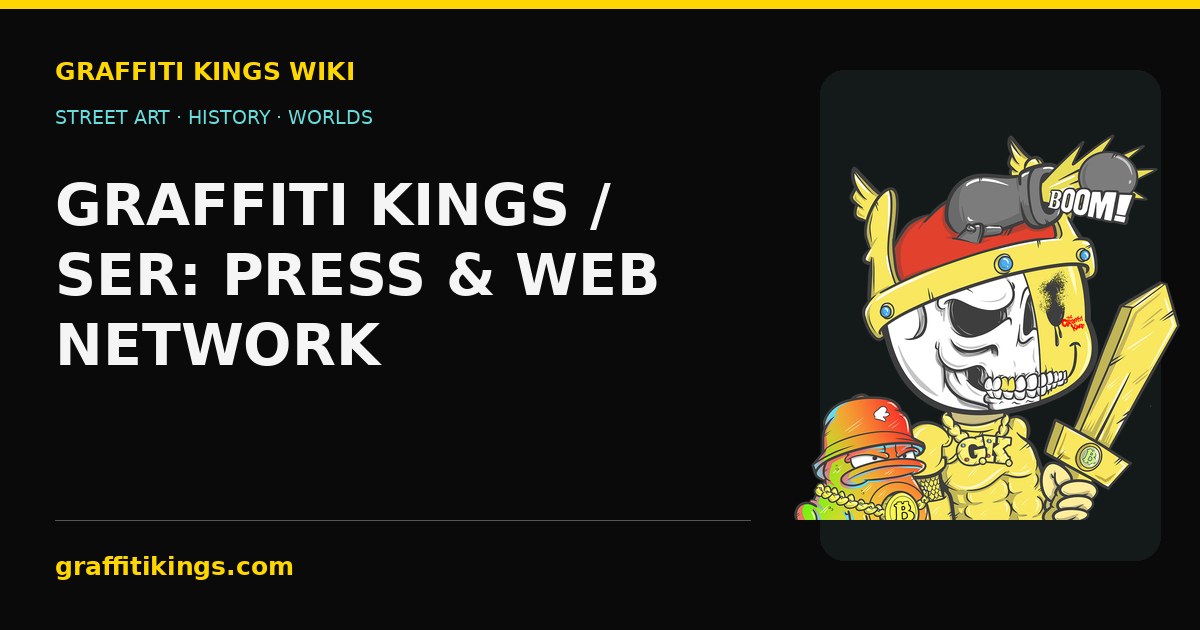 GRAFFITI KINGS WIKI
STREET ART · HISTORY · WORLDS
GRAFFITI KINGS /
SER: PRESS & WEB
NETWORK
graffitikings.com
BOOM!
GK
B
B